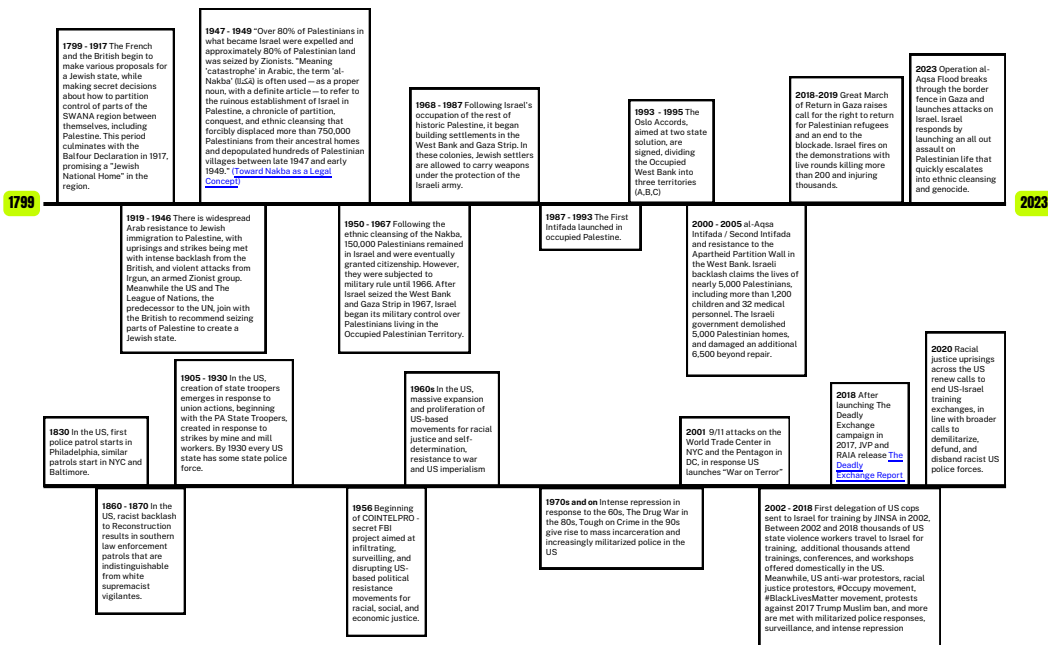 1799 - 1917 The French
and the British begin to
make various proposals for
a Jewish state, while
making secret decisions
about how to partition
control of parts of the
SWANA region between
themselves, including
Palestine. This period
culminates with the
Balfour Declaration in 1917,
promising a "Jewish
National Home" in the
region.
1947 - 1949 "Over 80% of Palestinians in
what became Israel were expelled and
approximately 80% of Palestinian land
was seized by Zionists. "Meaning
'catastrophe' in Arabic, the term 'al-
Nakba' (النكبة) is often used — as a proper
noun, with a definite article — to refer to
the ruinous establishment of Israel in
Palestine, a chronicle of partition,
conquest, and ethnic cleansing that
forcibly displaced more than 750,000
Palestinians from their ancestral homes
and depopulated hundreds of Palestinian
villages between late 1947 and early
1949." (Toward Nakba as a Legal
Concept)
1968 - 1987 Following Israel's
occupation of the rest of
historic Palestine, it began
building settlements in the
West Bank and Gaza Strip. In
these colonies, Jewish settlers
are allowed to carry weapons
under the protection of the
Israeli army.
1993 - 1995 The
Oslo Accords,
aimed at two state
solution, are
signed, dividing
the Occupied
West Bank into
three territories
(A,B,C)
2018-2019 Great March
of Return in Gaza raises
call for the right to return
for Palestinian refugees
and an end to the
blockade. Israel fires on
the demonstrations with
live rounds killing more
than 200 and injuring
thousands.
2023 Operation al-
Aqsa Flood breaks
through the border
fence in Gaza and
launches attacks on
Israel. Israel
responds by
launching an all out
assault on
Palestinian life that
quickly escalates
into ethnic cleansing
and genocide.
1799
2023
1919 - 1946 There is widespread
Arab resistance to Jewish
immigration to Palestine, with
uprisings and strikes being met
with intense backlash from the
British, and violent attacks from
Irgun, an armed Zionist group.
Meanwhile the US and The
League of Nations, the
predecessor to the UN, join with
the British to recommend seizing
parts of Palestine to create a
Jewish state.
1950 - 1967 Following the
ethnic cleansing of the Nakba,
150,000 Palestinians remained
in Israel and were eventually
granted citizenship. However,
they were subjected to
military rule until 1966. After
Israel seized the West Bank
and Gaza Strip in 1967, Israel
began its military control over
Palestinians living in the
Occupied Palestinian Territory.
1987 - 1993 The First
Intifada launched in
occupied Palestine.
2000 - 2005 al-Aqsa
Intifada / Second Intifada
and resistance to the
Apartheid Partition Wall in
the West Bank. Israeli
backlash claims the lives of
nearly 5,000 Palestinians,
including more than 1,200
children and 32 medical
personnel. The Israeli
government demolished
5,000 Palestinian homes,
and damaged an additional
6,500 beyond repair.
1830 In the US, first
police patrol starts in
Philadelphia, similar
patrols start in NYC and
Baltimore.
1905 - 1930 In the US,
creation of state troopers
emerges in response to
union actions, beginning
with the PA State Troopers,
created in response to
strikes by mine and mill
workers. By 1930 every US
state has some state police
force.
1960s In the US,
massive expansion
and proliferation of
US-based
movements for racial
justice and self-
determination,
resistance to war
and US imperialism
2001 9/11 attacks on the
World Trade Center in
NYC and the Pentagon in
DC, in response US
launches "War on Terror"
2018 After
launching The
Deadly
Exchange
campaign in
2017, JVP and
RAIA release The
Deadly
Exchange Report
2020 Racial
justice uprisings
across the US
renew calls to
end US-Israel
training
exchanges, in
line with broader
calls to
demilitarize,
defund, and
disband racist US
police forces.
1860 - 1870 In the
US, racist backlash
to Reconstruction
results in southern
law enforcement
patrols that are
indistinguishable
from white
supremacist
vigilantes.
1956 Beginning
of COINTELPRO -
secret FBI
project aimed at
infiltrating,
surveilling, and
disrupting US-
based political
resistance
movements for
racial, social, and
economic justice.
1970s and on Intense repression in
response to the 60s, The Drug War in
the 80s, Tough on Crime in the 90s
give rise to mass incarceration and
increasingly militarized police in the
US
2002 - 2018 First delegation of US cops
sent to Israel for training by JINSA in 2002,
Between 2002 and 2018 thousands of US
state violence workers travel to Israel for
training, additional thousands attend
trainings, conferences, and workshops
offered domestically in the US.
Meanwhile, US anti-war protestors, racial
justice protestors, #Occupy movement,
#BlackLivesMatter movement, protests
against 2017 Trump Muslim ban, and more
are met with militarized police responses,
surveillance, and intense repression